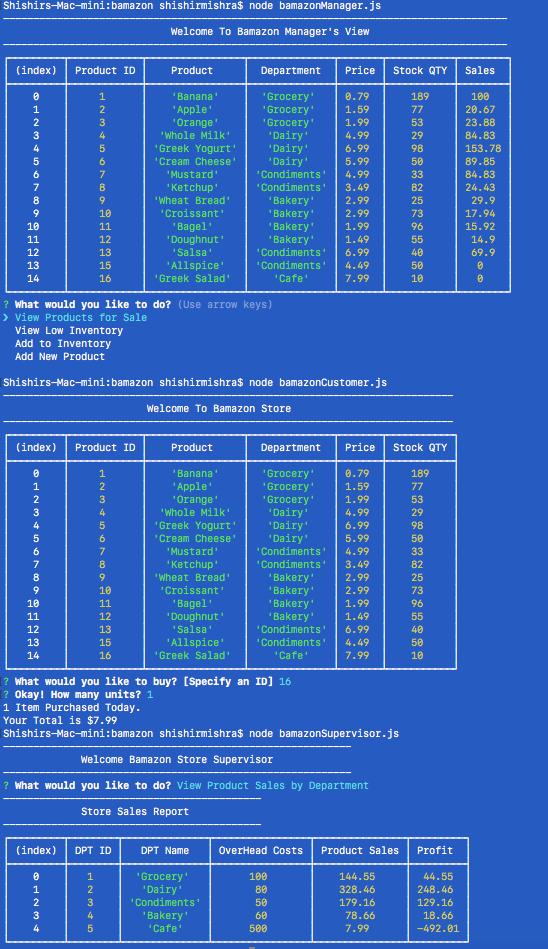 Shishirs-Mac-mini:bamazon shishirmishra$ node bamazonManager.js
Welcome To Bamazon Manager's View
(index) Product ID Product Department Price Stock QTY Sales
0 1 'Banana' 'Grocery' 0.79 189 100
1 2 'Apple' 'Grocery' 1.59 77 20.67
2 3 'Orange' 'Grocery' 1.99 53 23.88
3 4 'Whole Milk' 'Dairy' 4.99 29 84.83
4 5 'Greek Yogurt' 'Dairy' 6.99 98 153.78
5 6 'Cream Cheese' 'Dairy' 5.99 50 89.85
6 7 'Mustard' 'Condiments' 4.99 33 84.83
7 8 'Ketchup' 'Condiments' 3.49 82 24.43
8 9 'Wheat Bread' 'Bakery' 2.99 25 29.9
9 10 'Croissant' 'Bakery' 2.99 73 17.94
10 11 'Bagel' 'Bakery' 1.99 96 15.92
11 12 'Doughnut' 'Bakery' 1.49 55 14.9
12 13 'Salsa' 'Condiments' 6.99 40 69.9
13 15 'Allspice' 'Condiments' 4.49 50 0
14 16 'Greek Salad' 'Cafe' 7.99 10 0
? What would you like to do? (Use arrow keys)
❯ View Products for Sale
View Low Inventory
Add to Inventory
Add New Product
Shishirs-Mac-mini:bamazon shishirmishra$ node bamazonCustomer.js
Welcome To Bamazon Store
(index) Product ID Product Department Price Stock QTY
0 1 'Banana' 'Grocery' 0.79 189
1 2 'Apple' 'Grocery' 1.59 77
2 3 'Orange' 'Grocery' 1.99 53
3 4 'Whole Milk' 'Dairy' 4.99 29
4 5 'Greek Yogurt' 'Dairy' 6.99 98
5 6 'Cream Cheese' 'Dairy' 5.99 50
6 7 'Mustard' 'Condiments' 4.99 33
7 8 'Ketchup' 'Condiments' 3.49 82
8 9 'Wheat Bread' 'Bakery' 2.99 25
9 10 'Croissant' 'Bakery' 2.99 73
10 11 'Bagel' 'Bakery' 1.99 96
11 12 'Doughnut' 'Bakery' 1.49 55
12 13 'Salsa' 'Condiments' 6.99 40
13 15 'Allspice' 'Condiments' 4.49 50
14 16 'Greek Salad' 'Cafe' 7.99 10
? What would you like to buy? [Specify an ID] 16
? Okay! How many units? 1
1 Item Purchased Today.
Your Total is $7.99
Shishirs-Mac-mini:bamazon shishirmishra$ node bamazonSupervisor.js
Welcome Bamazon Store Supervisor
? What would you like to do? View Product Sales by Department
Store Sales Report
(index) DPT ID DPT Name OverHead Costs Product Sales Profit
0 1 'Grocery' 100 144.55 44.55
1 2 'Dairy' 80 328.46 248.46
2 3 'Condiments' 50 179.16 129.16
3 4 'Bakery' 60 78.66 18.66
4 5 'Cafe' 500 7.99 -492.01